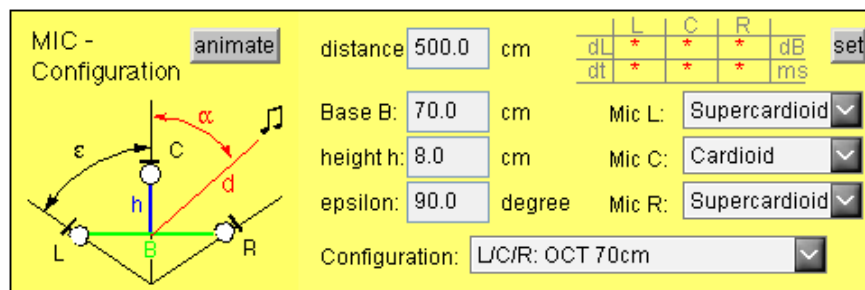 MIC - Configuration
animate
ε
α
C
d
h
L
B
R
distance 500.0 cm
L C R
dL * * * dB
dt * * * ms
set
Base B: 70.0 cm
Mic L: Supercardioid
height h: 8.0 cm
Mic C: Cardioid
epsilon: 90.0 degree
Mic R: Supercardioid
Configuration: L/C/R: OCT 70cm